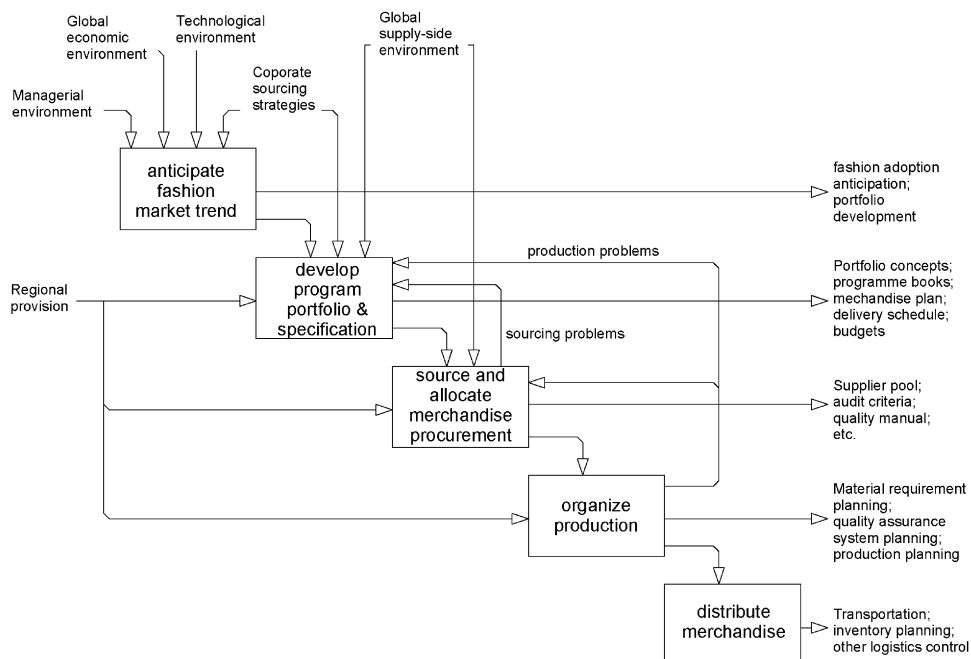 Global
economic
environment
Technological
environment
Global
supply-side
environment
Coporate
sourcing
strategies
Managerial
environment
anticipate
fashion
market trend
fashion adoption
anticipation;
portfolio
development
production problems
Regional
provision
develop
program
portfolio &
specification
Portfolio concepts;
programme books;
mechandise plan;
delivery schedule;
budgets
sourcing problems
source and
allocate
merchandise
procurement
Supplier pool;
audit criteria;
quality manual;
etc.
organize
production
Material requirement
planning;
quality assurance
system planning;
production planning
distribute
merchandise
Transportation;
inventory planning;
other logistics control